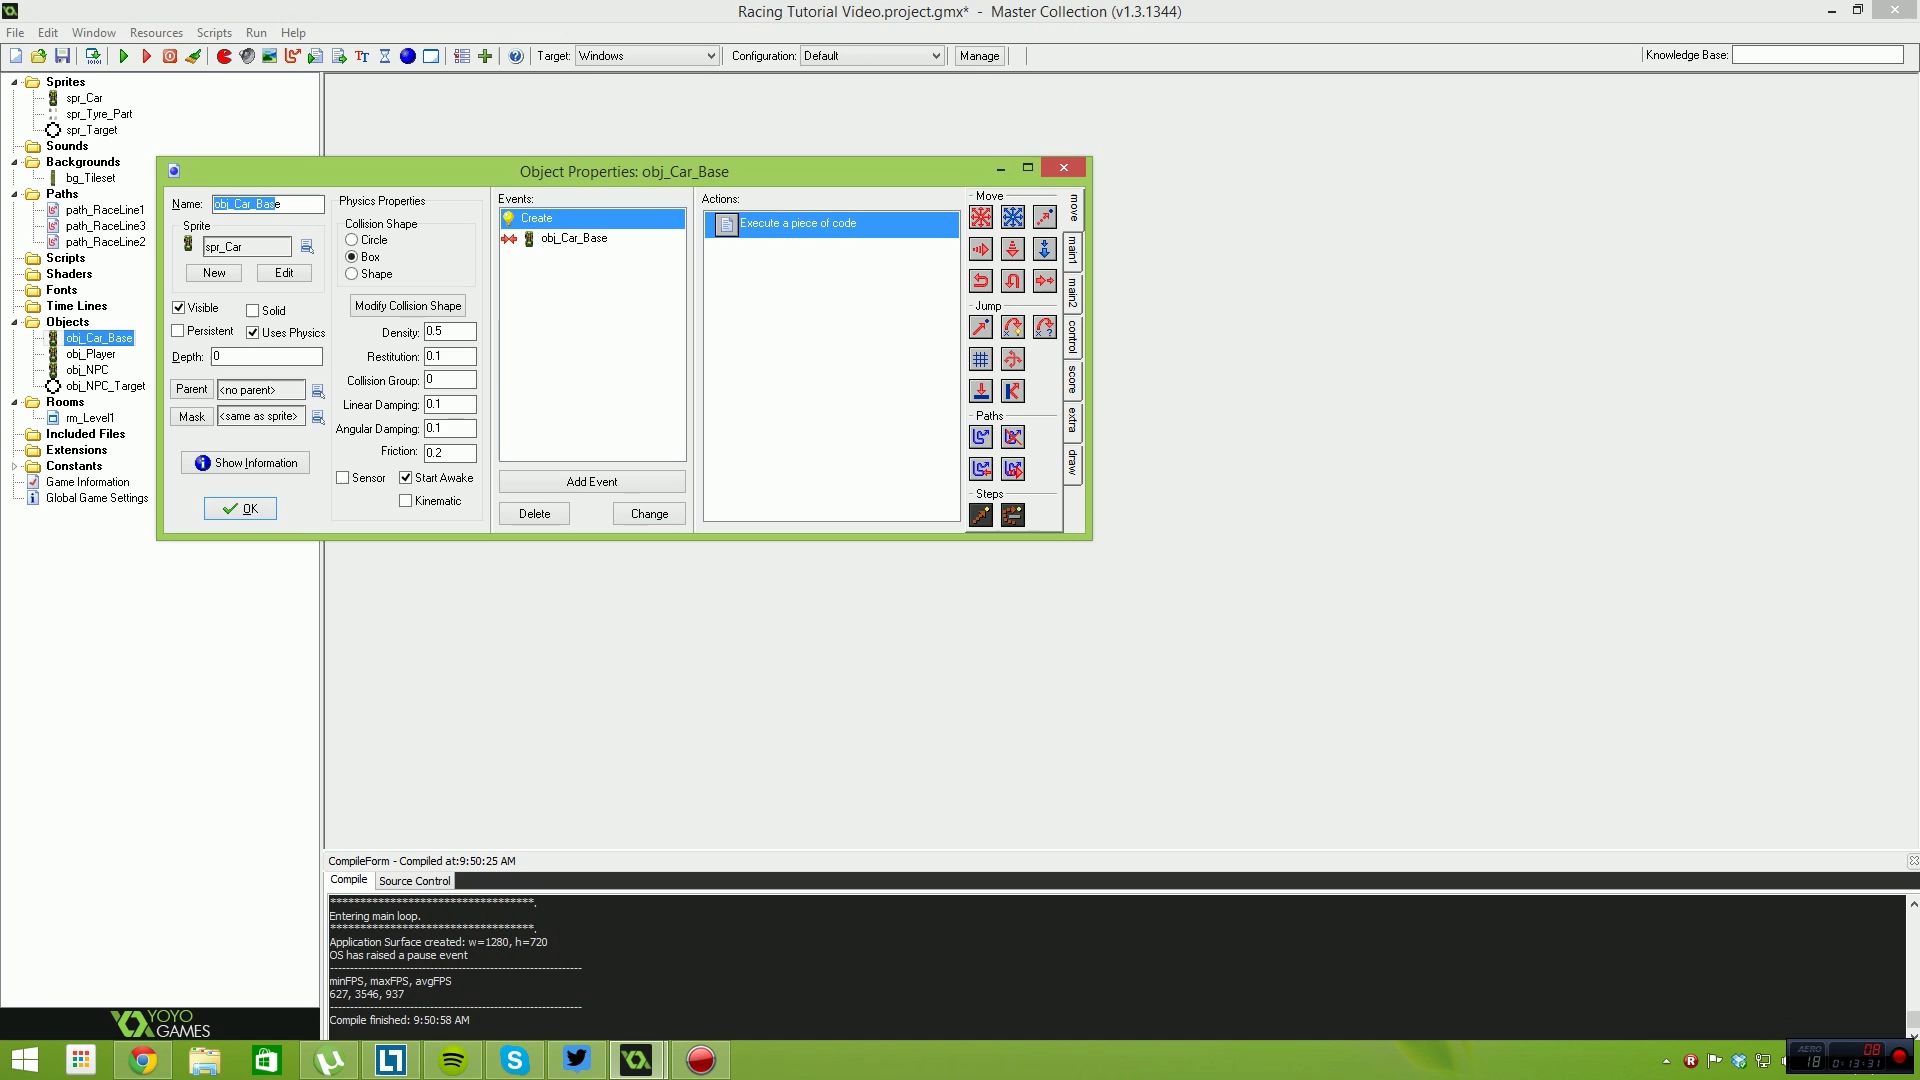 Racing Tutorial Video.project.gmx* - Master Collection (v1.3.1344)
File Edit Window Resources Scripts Run Help
Target: Windows Configuration: Default Manage Knowledge Base:
Sprites
spr_Car
spr_Tyre_Part
spr_Target
Sounds
Backgrounds
bg_Tileset
Paths
path_RaceLine1
path_RaceLine3
path_RaceLine2
Scripts
Shaders
Fonts
Time Lines
Objects
obj_Car_Base
obj_Player
obj_NPC
obj_NPC_Target
Rooms
rm_Level1
Included Files
Extensions
Constants
Game Information
Global Game Settings
YOYO
GAMES
Object Properties: obj_Car_Base
Name: obj_Car_Base
Sprite
spr_Car
New Edit
Visible Solid
Persistent Uses Physics
Depth: 0
Parent <no parent>
Mask <same as sprite>
Show Information
OK
Physics Properties
Collision Shape
Circle
Box
Shape
Modify Collision Shape
Density: 0.5
Restitution: 0.1
Collision Group: 0
Linear Damping: 0.1
Angular Damping: 0.1
Friction: 0.2
Sensor Start Awake
Kinematic
Events:
Create
obj_Car_Base
Add Event
Delete Change
Actions:
Execute a piece of code
Move
Jump
Paths
Steps
move
main1
main2
control
score
extra
draw
CompileForm - Compiled at:9:50:25 AM
Compile Source Control
***********************************.
Entering main loop.
***********************************.
Application Surface created: w=1280, h=720
OS has raised a pause event
----------------------------------------------------------------
minFPS, maxFPS, avgFPS
627, 3546, 937
----------------------------------------------------------------
Compile finished: 9:50:58 AM
AERO 08
18 0:13:31